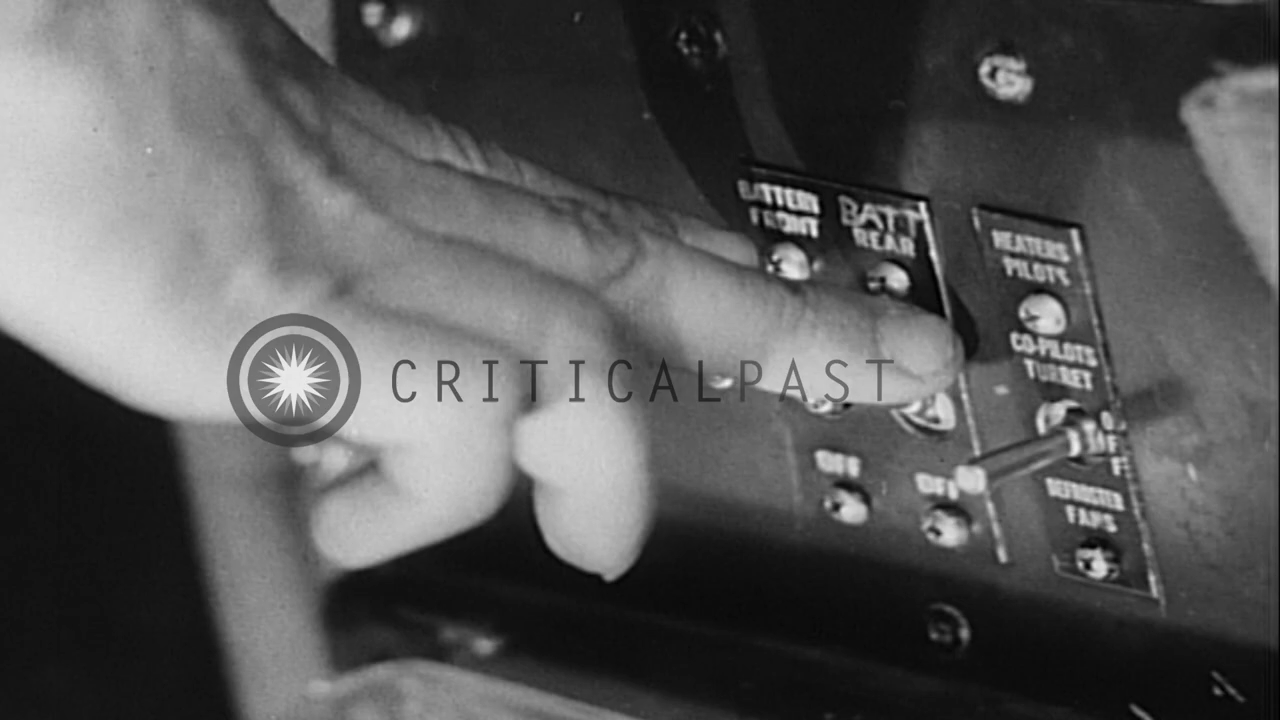 BATTERY
FRONT
BATT
REAR
HEATERS
PILOTS
CO-PILOTS
TURRET
CRITICALPAST
OFF
OFF
DEFROSTER
FANS